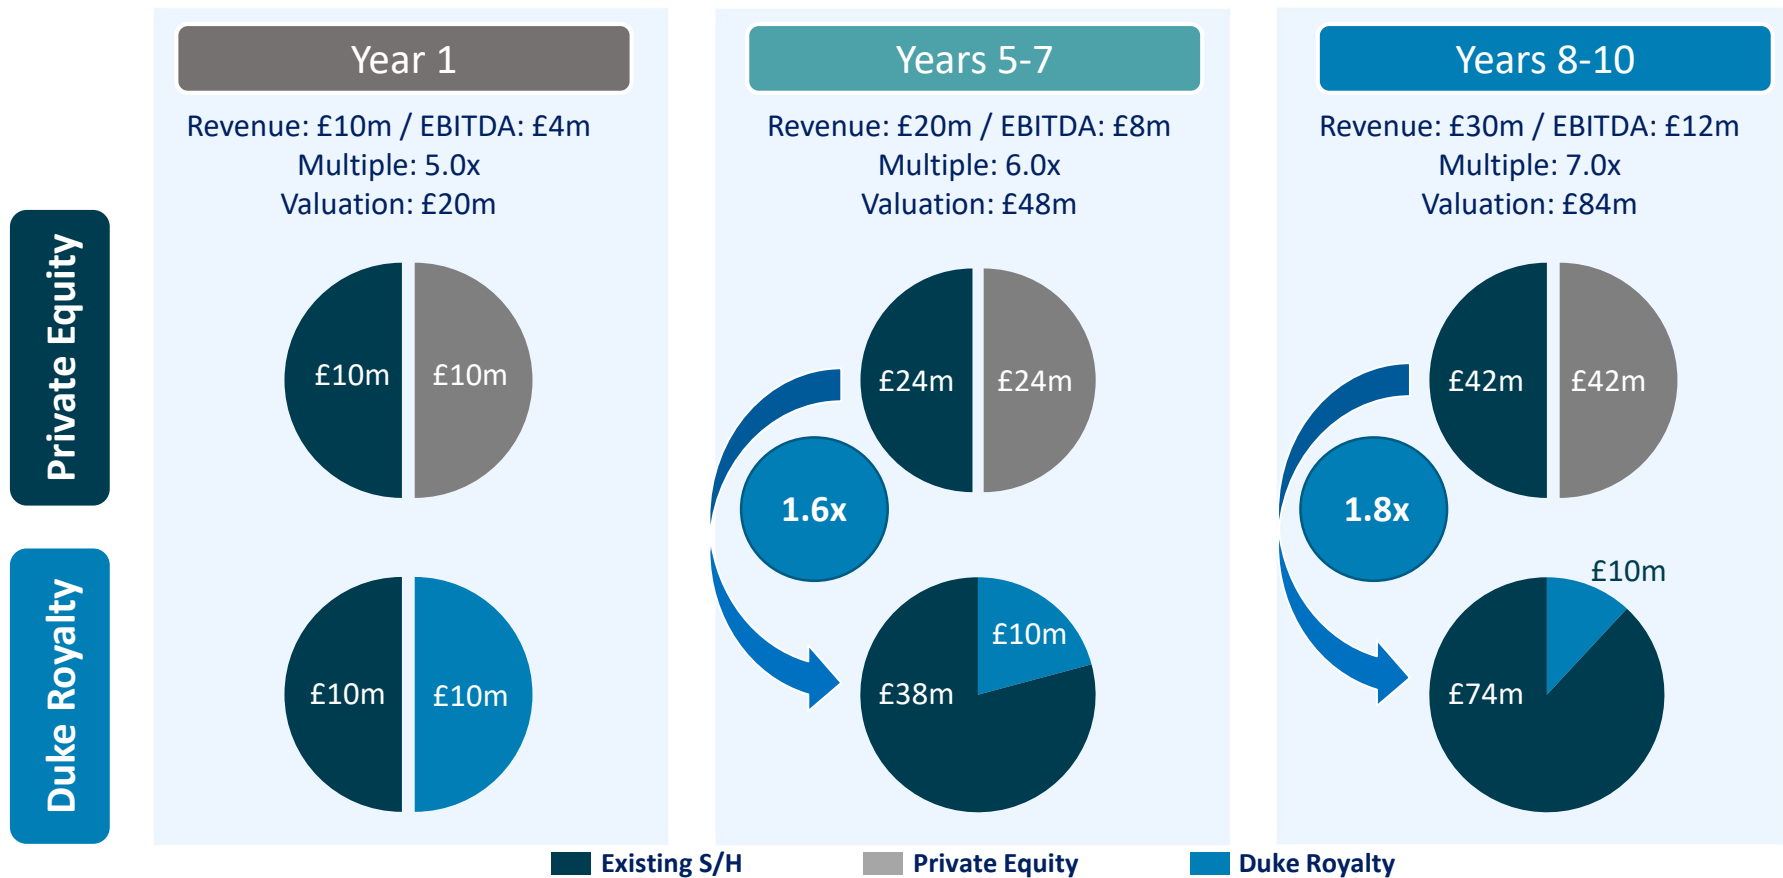 Year 1
Years 5-7
Years 8-10
Revenue: £10m / EBITDA: £4m
Multiple: 5.0x
Valuation: £20m
Revenue: £20m / EBITDA: £8m
Multiple: 6.0x
Valuation: £48m
Revenue: £30m / EBITDA: £12m
Multiple: 7.0x
Valuation: £84m
Private Equity
£10m
£10m
£24m
£24m
£42m
£42m
1.6x
1.8x
Duke Royalty
£10m
£10m
£10m
£38m
£10m
£74m
Existing S/H
Private Equity
Duke Royalty